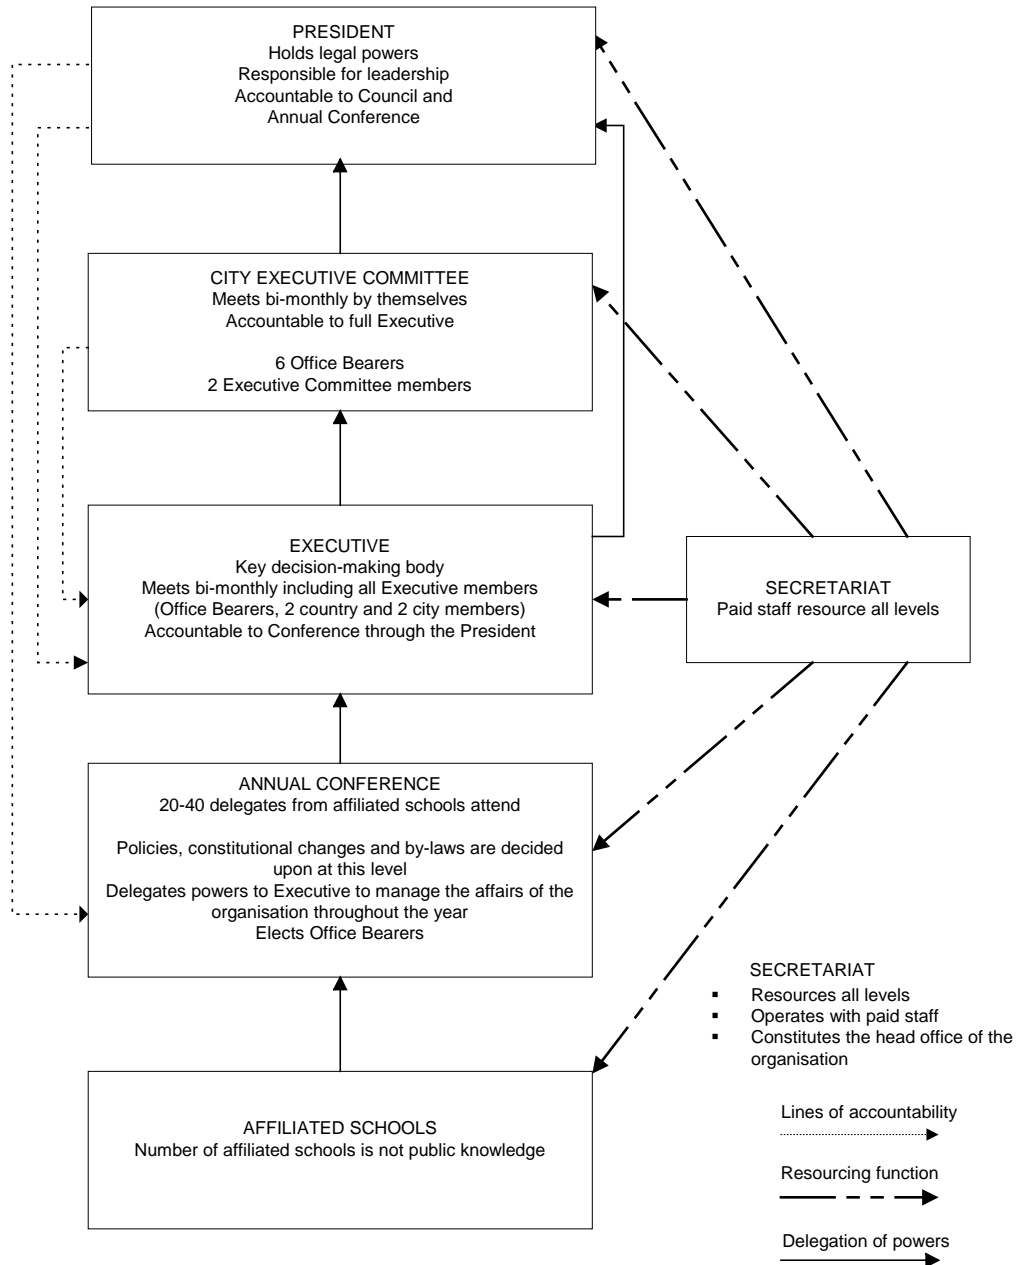 PRESIDENT
Holds legal powers
Responsible for leadership
Accountable to Council and
Annual Conference
CITY EXECUTIVE COMMITTEE
Meets bi-monthly by themselves
Accountable to full Executive
6 Office Bearers
2 Executive Committee members
EXECUTIVE
Key decision-making body
Meets bi-monthly including all Executive members
(Office Bearers, 2 country and 2 city members)
Accountable to Conference through the President
SECRETARIAT
Paid staff resource all levels
ANNUAL CONFERENCE
20-40 delegates from affiliated schools attend
Policies, constitutional changes and by-laws are decided
upon at this level
Delegates powers to Executive to manage the affairs of the
organisation throughout the year
Elects Office Bearers
SECRETARIAT
▪ Resources all levels
▪ Operates with paid staff
▪ Constitutes the head office of the
organisation
AFFILIATED SCHOOLS
Number of affiliated schools is not public knowledge
Lines of accountability
Resourcing function
Delegation of powers